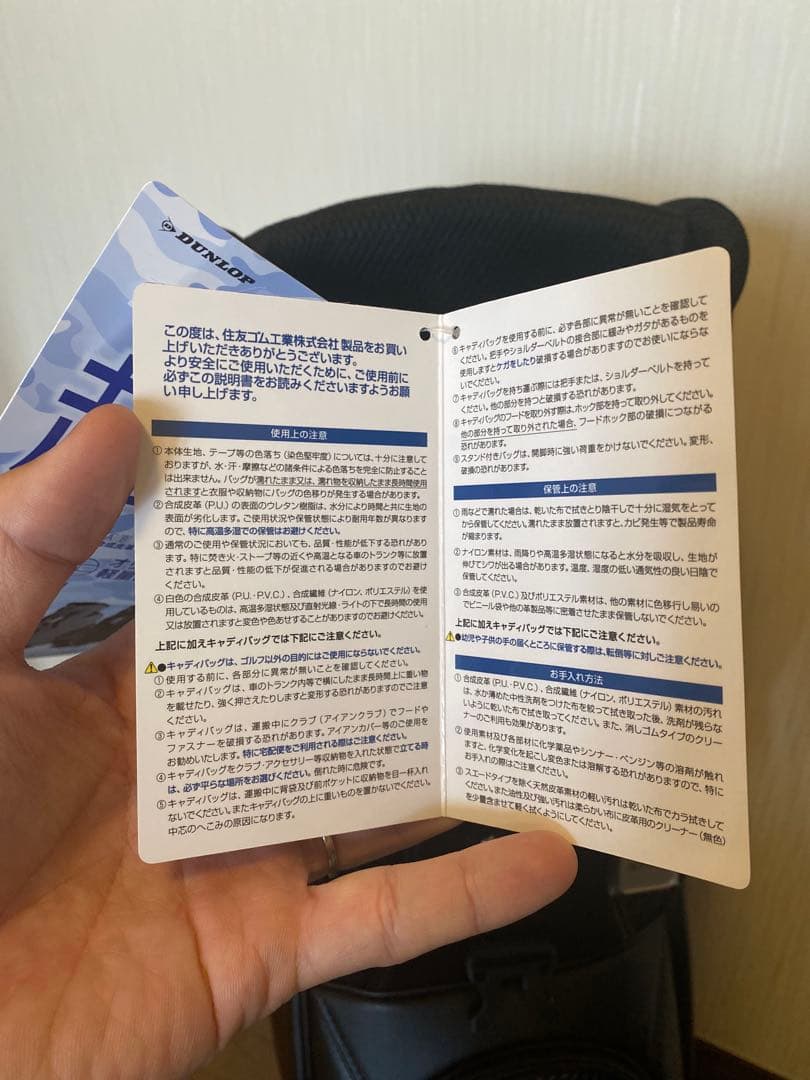 DUNLOP
この度は、住友ゴム工業株式会社 製品をお買い
上げいただきありがとうございます。
より安全にご使用いただくために、ご使用前に
必ずこの説明書をお読みくださいますようお願
い申し上げます。
使用上の注意
①本体生地、テープ等の色落ち（染色堅牢度）については、十分に注意して
おりますが、水・汗・摩擦などの諸条件による色落ちを完全に防止すること
は出来ません。バッグが濡れたまま又は、濡れ物を収納したまま長時間使用
されますと衣服や収納物にバッグの色移りが発生する場合があります。
②合成皮革（P.U.）の表面のウレタン樹脂は、水分により時間と共に生地の
表面が劣化します。ご使用状況や保管状態により耐用年数が異なります
ので、特に高温多湿での保管はお避けください。
③通常のご使用や保管状況においても、品質・性能が低下する恐れがあり
ます。特に焚き火・ストーブ等の近くや高温となる車のトランク等に放置
されますと品質・性能の低下が促進される場合がありますのでお避け
ください。
④白色の合成皮革（P.U.・P.V.C.）、合成繊維（ナイロン、ポリエステル）を使
用しているものは、高温多湿状態及び直射光線・ライトの下で長時間の使用
又は放置されますと変色や色あせすることがありますのでお避けください。
上記に加えキャディバッグでは下記にご注意ください。
●キャディバッグは、ゴルフ以外の目的にはご使用にならないでください。
①使用する前に、各部分に異常が無いことを確認してください。
②キャディバッグは、車のトランク内等で横にしたまま長時間上に重い物
を載せたり、強く押さえたりしますと変形する恐れがありますのでご注意
ください。
③キャディバッグは、運搬中にクラブ（アイアンクラブ）でフードや
ファスナーを破損する恐れがあります。アイアンカバー等のご使用を
お勧めいたします。特に宅配便をご利用される際はご注意ください。
④キャディバッグをクラブ・アクセサリー等収納物を入れた状態で立てる時
は、必ず平らな場所をお選びください。倒れた時に危険です。
⑤キャディバッグは、運搬中に背袋及び前ポケットに収納物を目一杯入れ
ないでください。またキャディバッグの上に重いものを置かないでください。
中芯のへこみの原因になります。
⑥キャディバッグを使用する前に、必ず各部に異常が無いことを確認して
ください。把手やショルダーベルトの接合部に緩みやガタがあるものを
使用しますとケガをしたり破損する場合がありますのでお使いにならな
いでください。
⑦キャディバッグを持ち運ぶ際には把手または、ショルダーベルトを持って
ください。他の部分を持つと破損する恐れがあります。
⑧キャディバッグのフードを取り外す際は、ホック部を持って取り外してください。
他の部分を持って取り外された場合、フードホック部の破損につながる
恐れがあります。
⑨スタンド付きバッグは、開脚時に強い荷重をかけないでください。変形、
破損の恐れがあります。
保管上の注意
①雨などで濡れた場合は、乾いた布で拭きとり陰干しで十分に湿気をとって
から保管してください。濡れたまま放置されますと、カビ発生等で製品寿命
が縮まります。
②ナイロン素材は、雨降りや高温多湿状態になると水分を吸収し、生地が
伸びてシワが出る場合があります。温度、湿度の低い通気性の良い日陰で
保管してください。
③合成皮革（P.V.C.）及びポリエステル素材は、他の素材に色移行し易いの
でビニール袋や他の革製品等に密着させたまま保管しないでください。
上記に加えキャディバッグでは下記にご注意ください。
●幼児や子供の手の届くところに保管する際は、転倒等に対しご注意ください。
お手入れ方法
①合成皮革（P.U.・P.V.C.）、合成繊維（ナイロン、ポリエステル）素材の汚れ
は、水か薄めた中性洗剤をつけた布を絞って拭き取った後、洗剤が残らな
いように乾いた布で拭き取ってください。また、消しゴムタイプのクリー
ナーのご利用も効果があります。
②使用素材及び各部材に化学薬品やシンナー・ベンジン等の溶剤が触れ
ますと、化学変化を起こし変色または溶解する恐れがありますので、特に
お手入れの際はご注意ください。
③スエードタイプを除く天然皮革素材の軽い汚れは乾いた布でカラ拭きして
ください。また油性及び強い汚れは柔らかい布に皮革用のクリーナー（無色）
を少量含ませて軽く拭くようにしてください。